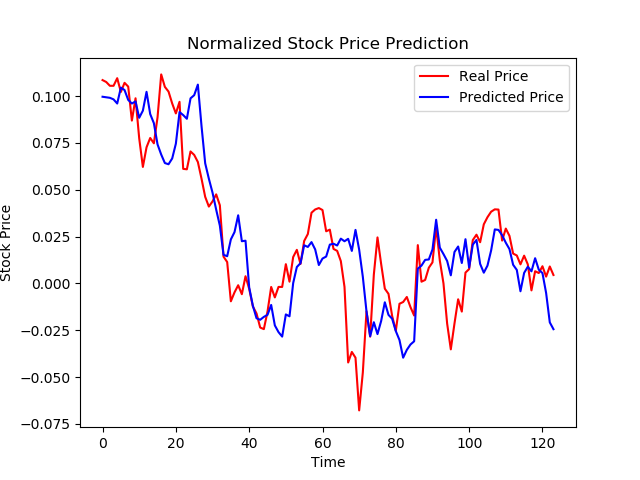 Normalized Stock Price Prediction
Real Price
Predicted Price
0.100
0.075
0.050
0.025
0.000
−0.025
−0.050
−0.075
Stock Price
0 20 40 60 80 100 120
Time